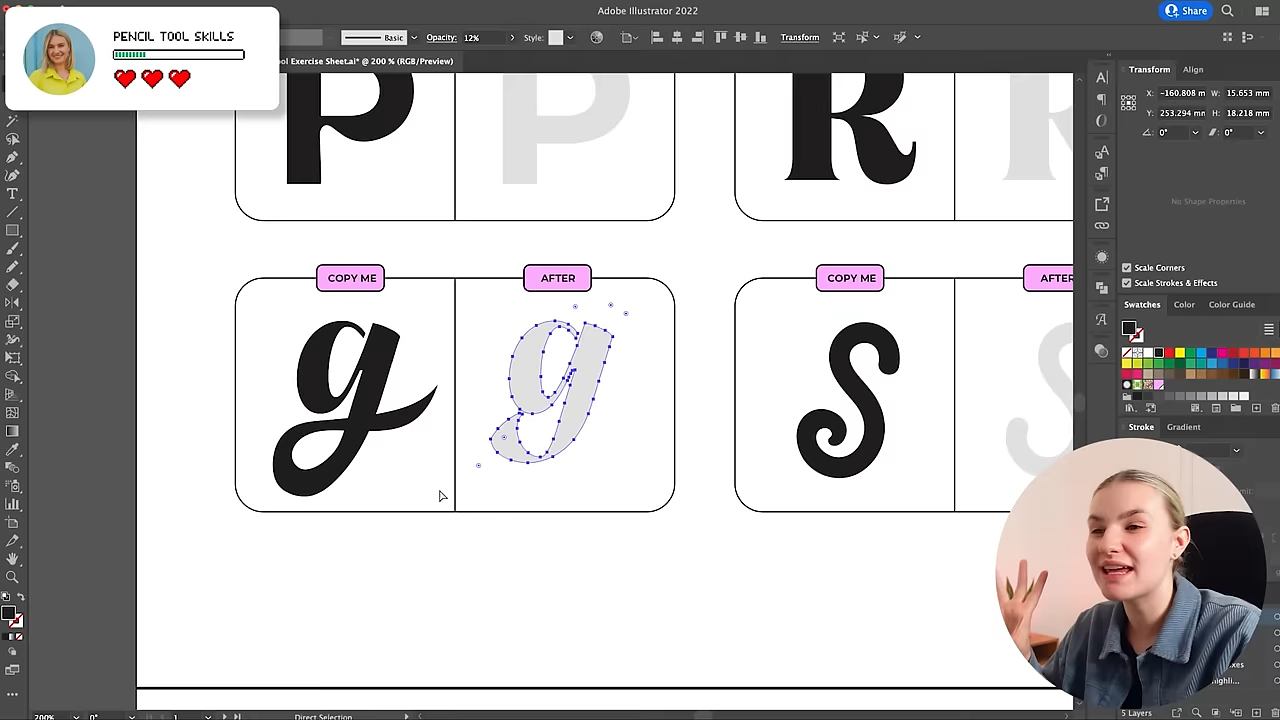 Adobe Illustrator 2022
Share
PENCIL TOOL SKILLS
Basic
Opacity: 12%
Style:
Transform
ol Exercise Sheet.ai* @ 200 % (RGB/Preview)
Transform
Align
X: -160.808 m
W: 15.653 mm
Y: 253.294 mm
H: 18.218 mm
0°
0°
No Shape Properties
Scale Corners
Scale Strokes & Effects
Swatches
Color
Color Guide
P
P
R
R
COPY ME
AFTER
COPY ME
AFTER
g
g
S
S
Stroke
Gradient
200%
0°
1
Direct Selection
5 Layers